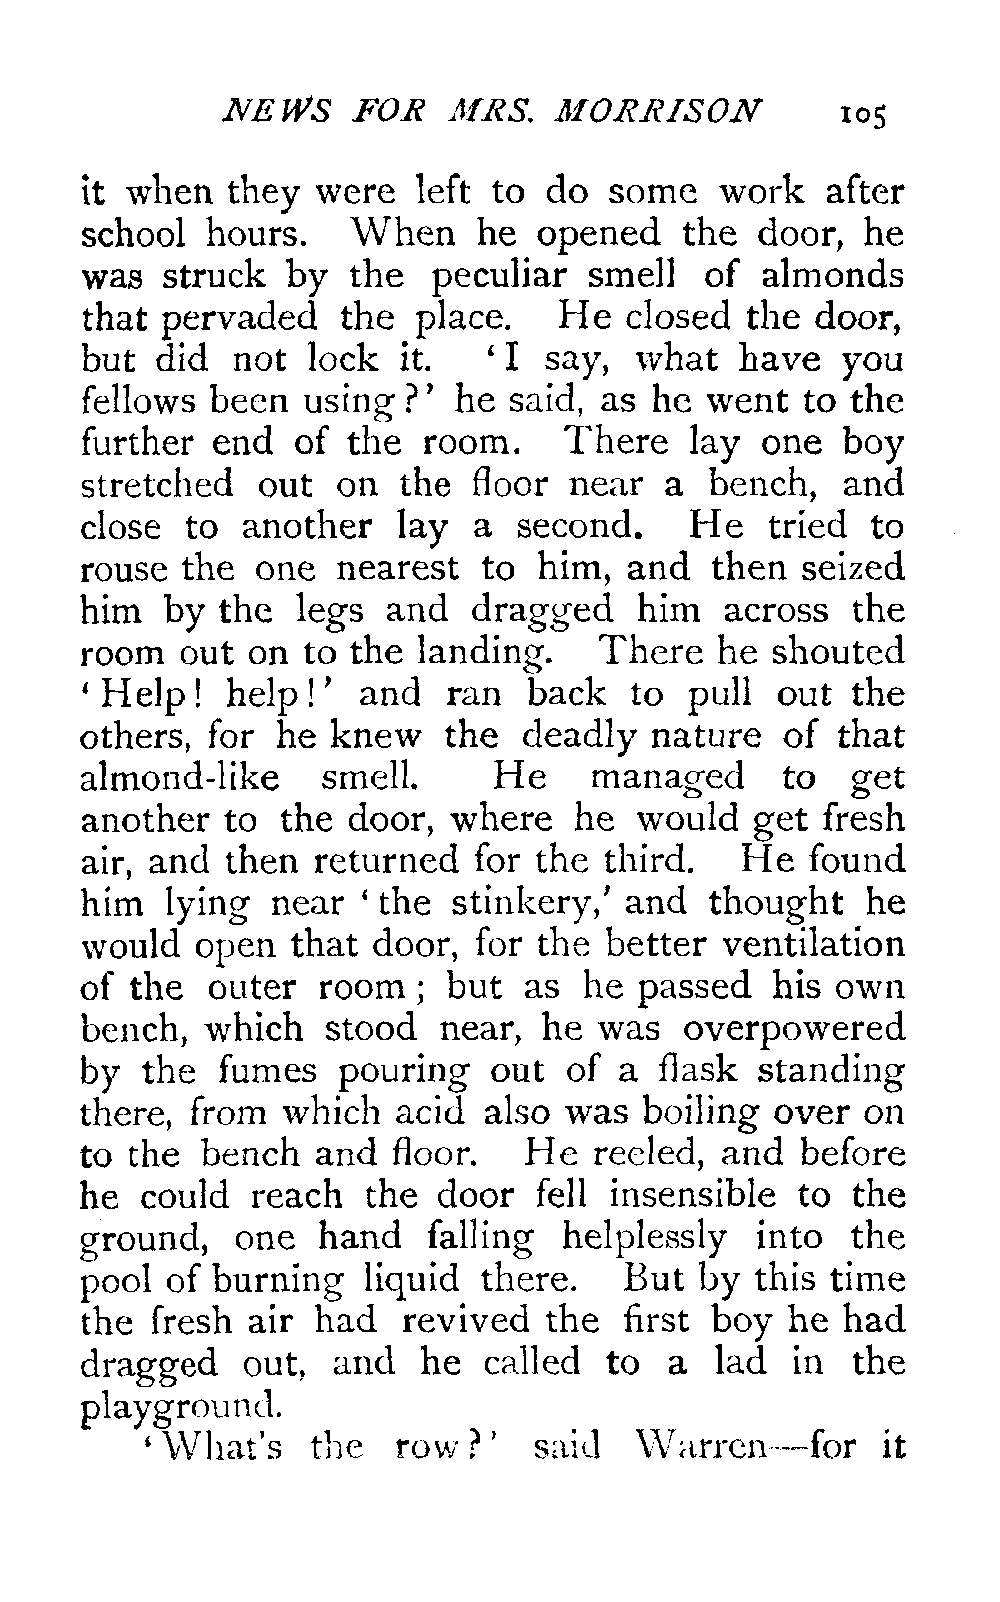 NEWS FOR MRS. MORRISON 105
it when they were left to do some work after
school hours. When he opened the door, he
was struck by the peculiar smell of almonds
that pervaded the place. He closed the door,
but did not lock it. ‘I say, what have you
fellows been using?’ he said, as he went to the
further end of the room. There lay one boy
stretched out on the floor near a bench, and
close to another lay a second. He tried to
rouse the one nearest to him, and then seized
him by the legs and dragged him across the
room out on to the landing. There he shouted
‘Help! help!’ and ran back to pull out the
others, for he knew the deadly nature of that
almond-like smell. He managed to get
another to the door, where he would get fresh
air, and then returned for the third. He found
him lying near ‘the stinkery,’ and thought he
would open that door, for the better ventilation
of the outer room; but as he passed his own
bench, which stood near, he was overpowered
by the fumes pouring out of a flask standing
there, from which acid also was boiling over on
to the bench and floor. He reeled, and before
he could reach the door fell insensible to the
ground, one hand falling helplessly into the
pool of burning liquid there. But by this time
the fresh air had revived the first boy he had
dragged out, and he called to a lad in the
playground.
‘What's the row?’ said Warren—for it